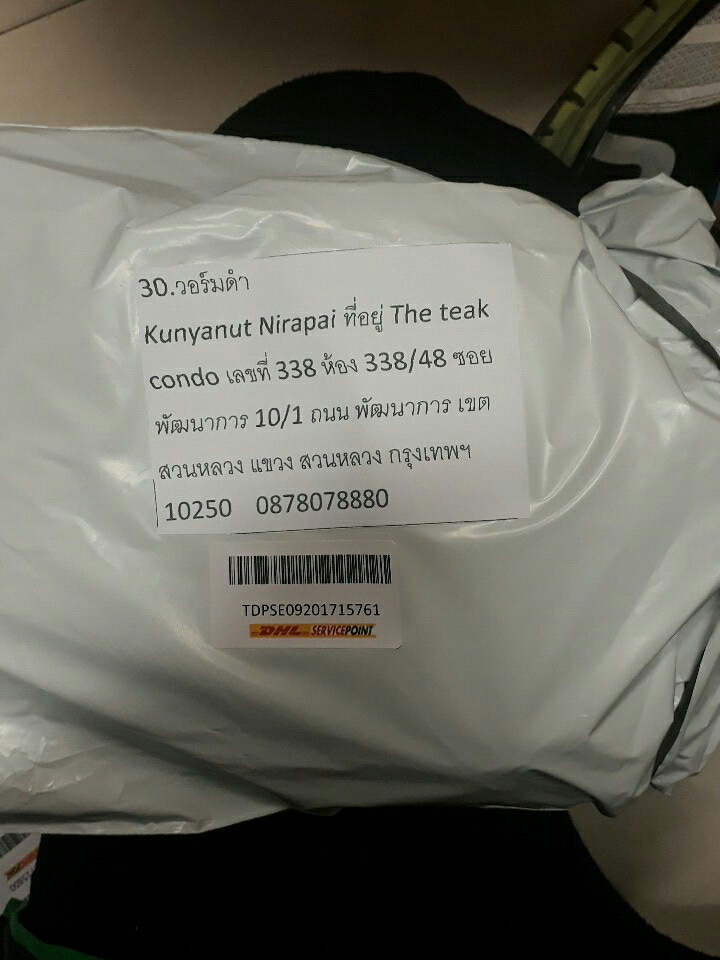 30.วอร์มดำ
Kunyanut Nirapai ที่อยู่ The teak
condo เลขที่ 338 ห้อง 338/48 ซอย
พัฒนาการ 10/1 ถนน พัฒนาการ เขต
สวนหลวง แขวง สวนหลวง กรุงเทพฯ
10250 0878078880
TDPSE09201715761
DHL SERVICEPOINT